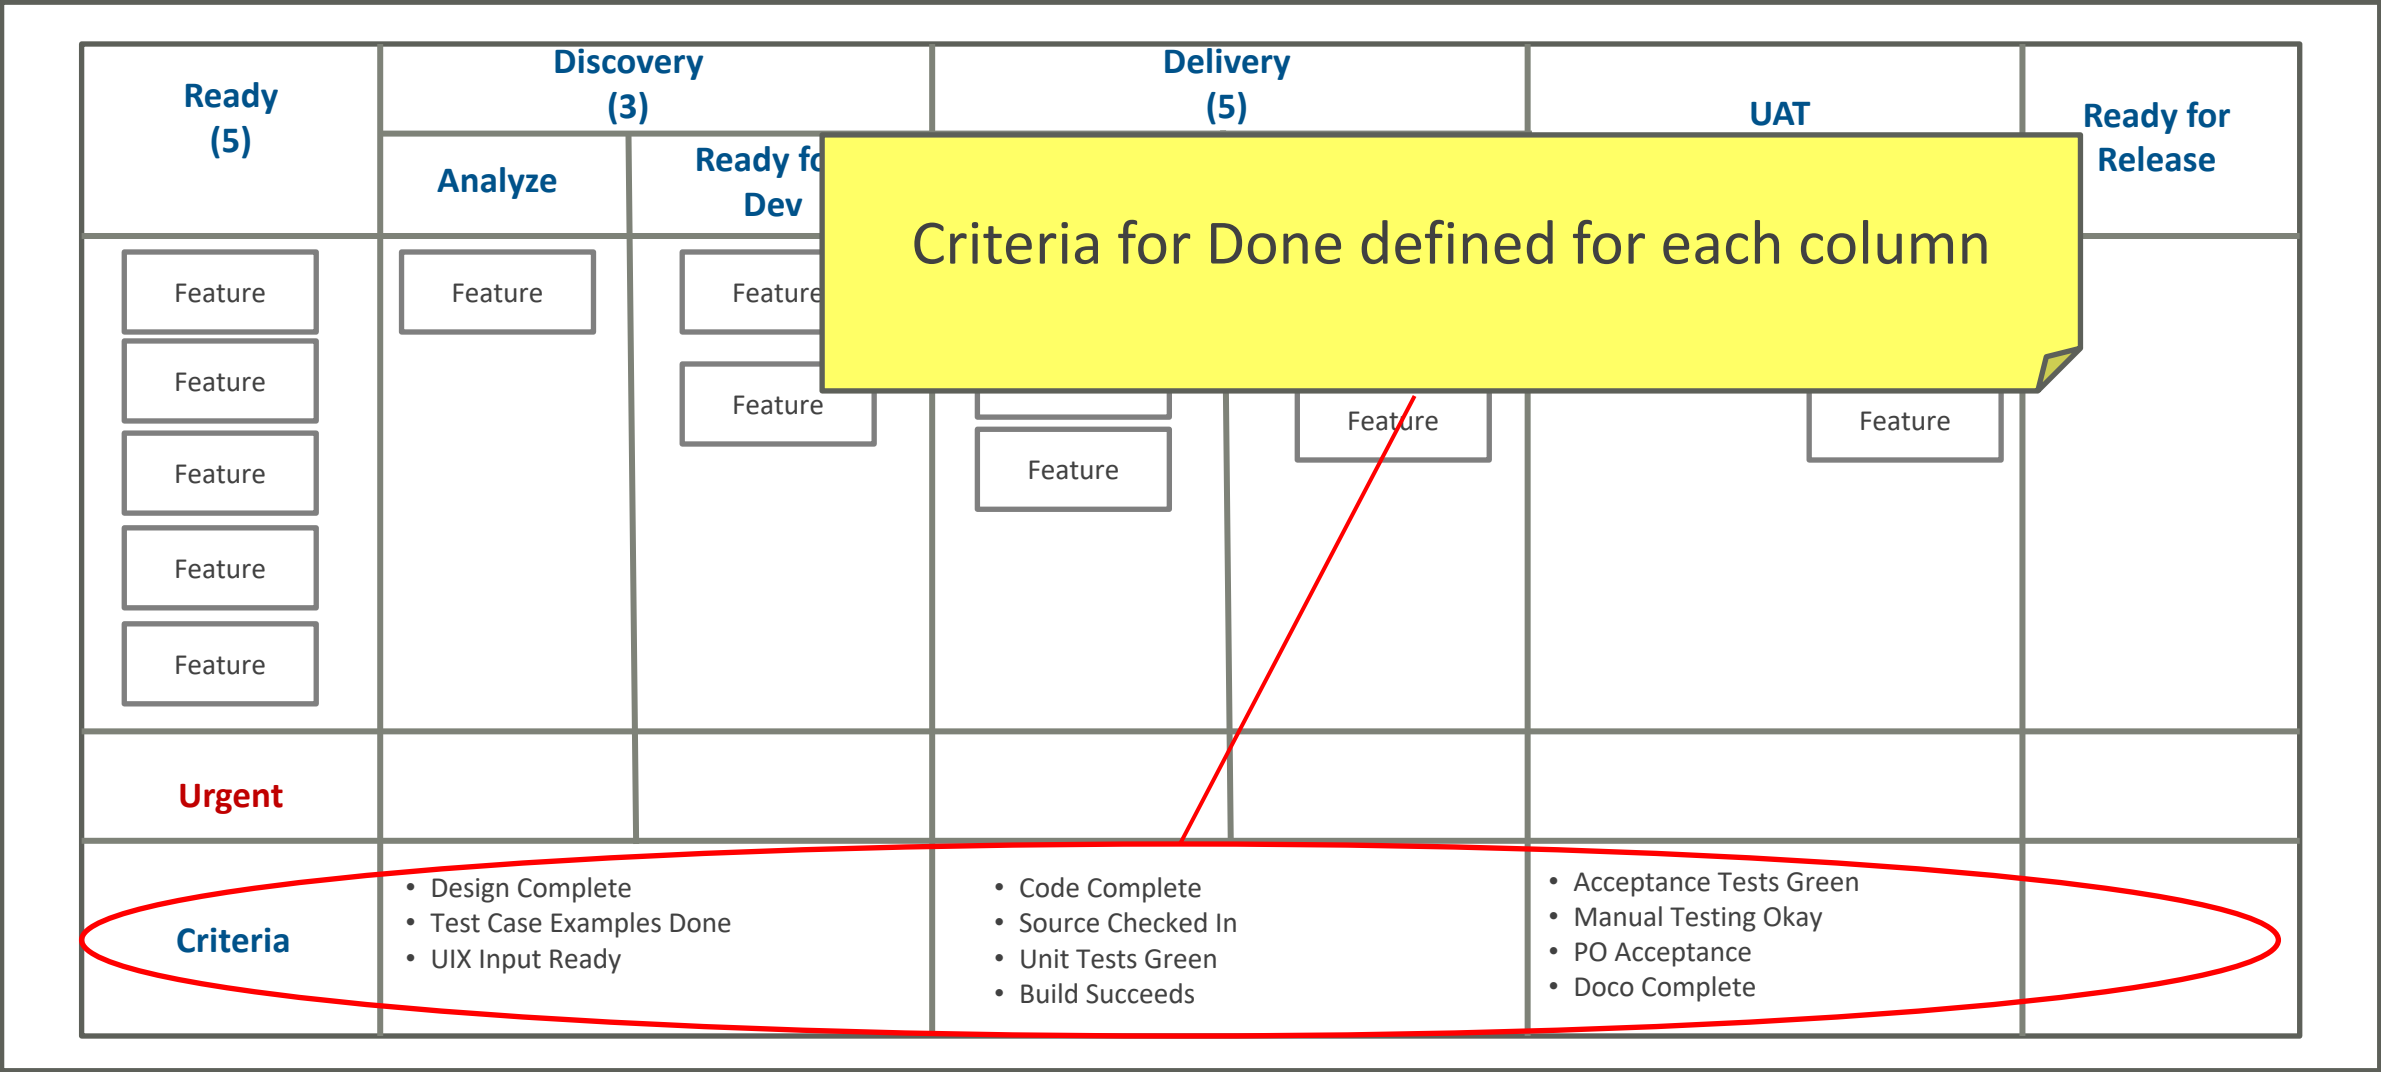 Ready
(5)
Discovery
(3)
Delivery
(5)
UAT
Ready for
Release
Analyze
Ready fo
Dev
Criteria for Done defined for each column
Feature
Feature
Feature
Feature
Feature
Feature
Feature
Feature
Feature
Feature
Feature
Urgent
Criteria
• Design Complete
• Test Case Examples Done
• UIX Input Ready
• Code Complete
• Source Checked In
• Unit Tests Green
• Build Succeeds
• Acceptance Tests Green
• Manual Testing Okay
• PO Acceptance
• Doco Complete